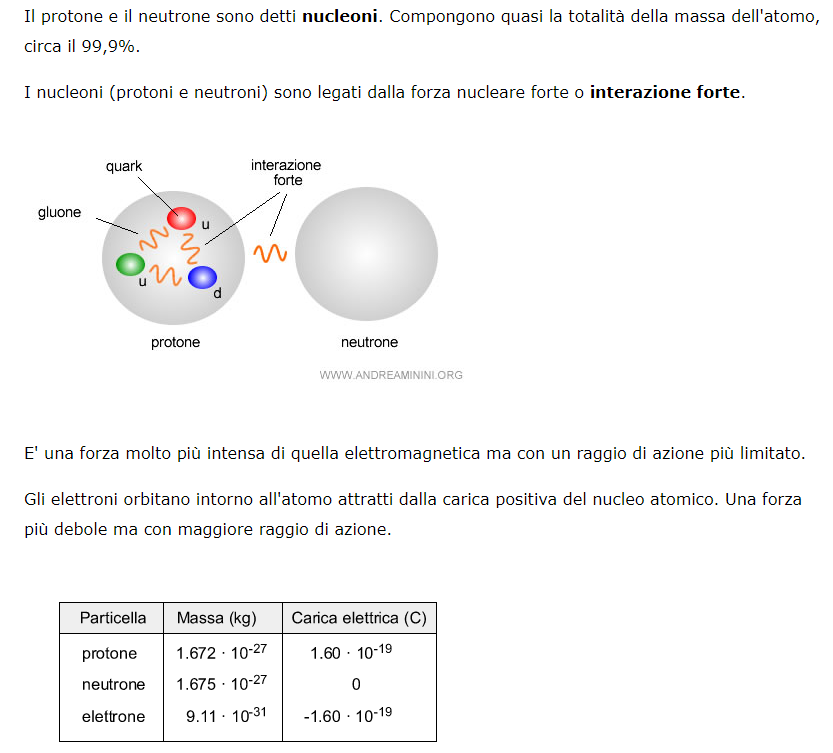 Il protone e il neutrone sono detti nucleoni. Compongono quasi la totalità della massa dell'atomo,
circa il 99,9%.
I nucleoni (protoni e neutroni) sono legati dalla forza nucleare forte o interazione forte.
quark
interazione
forte
gluone
u
u
d
protone
neutrone
WWW.ANDREAMININI.ORG
E' una forza molto più intensa di quella elettromagnetica ma con un raggio di azione più limitato.
Gli elettroni orbitano intorno all'atomo attratti dalla carica positiva del nucleo atomico. Una forza
più debole ma con maggiore raggio di azione.
Particella Massa (kg) Carica elettrica (C)
protone 1.672 · 10⁻²⁷ 1.60 · 10⁻¹⁹
neutrone 1.675 · 10⁻²⁷ 0
elettrone 9.11 · 10⁻³¹ -1.60 · 10⁻¹⁹